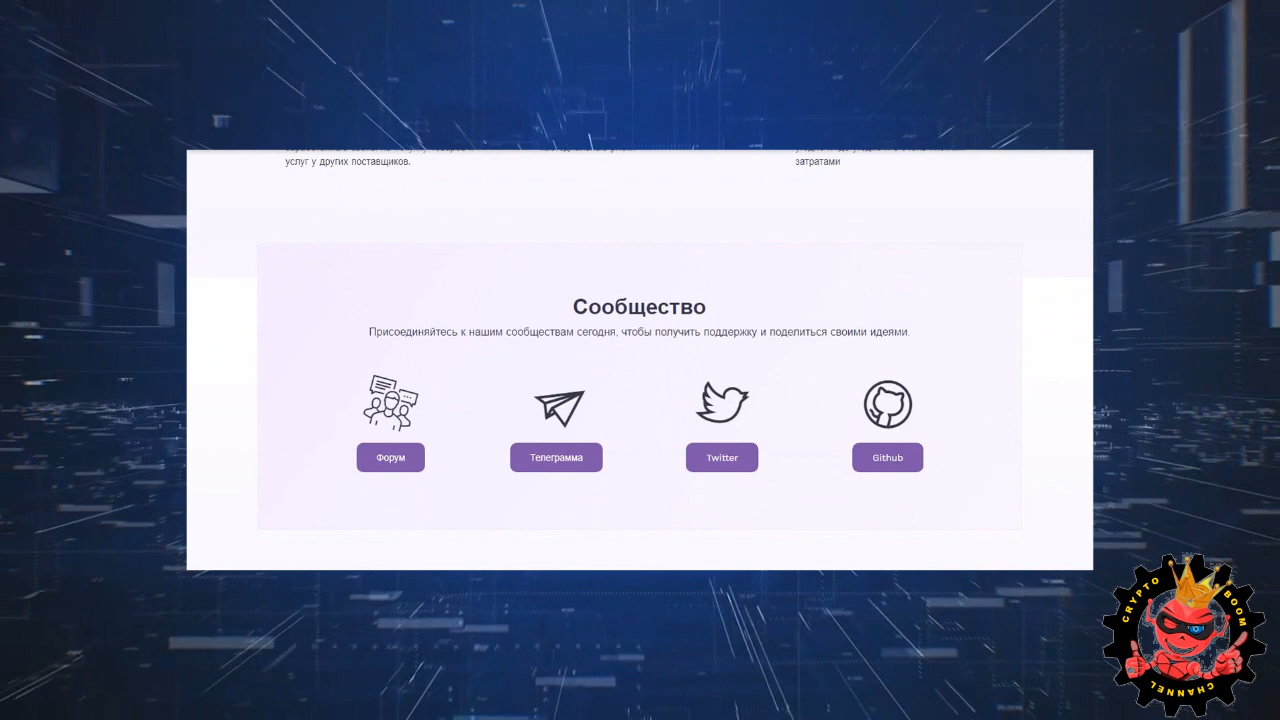 услуг у других поставщиков.
затратами
Сообщество
Присоединяйтесь к нашим сообществам сегодня, чтобы получить поддержку и поделиться своими идеями.
Форум
Телеграмма
Twitter
Github
CRYPTO BOOM
CHANNEL